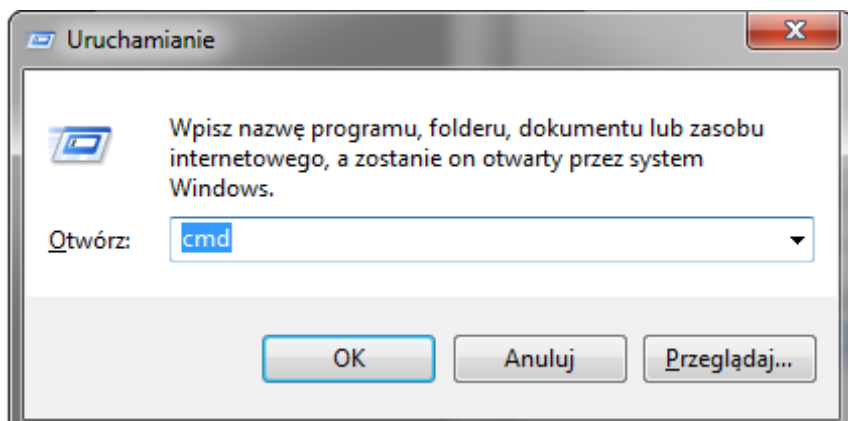 Uruchamianie
Wpisz nazwę programu, folderu, dokumentu lub zasobu
internetowego, a zostanie on otwarty przez system
Windows.
Otwórz: cmd
OK Anuluj Przeglądaj...